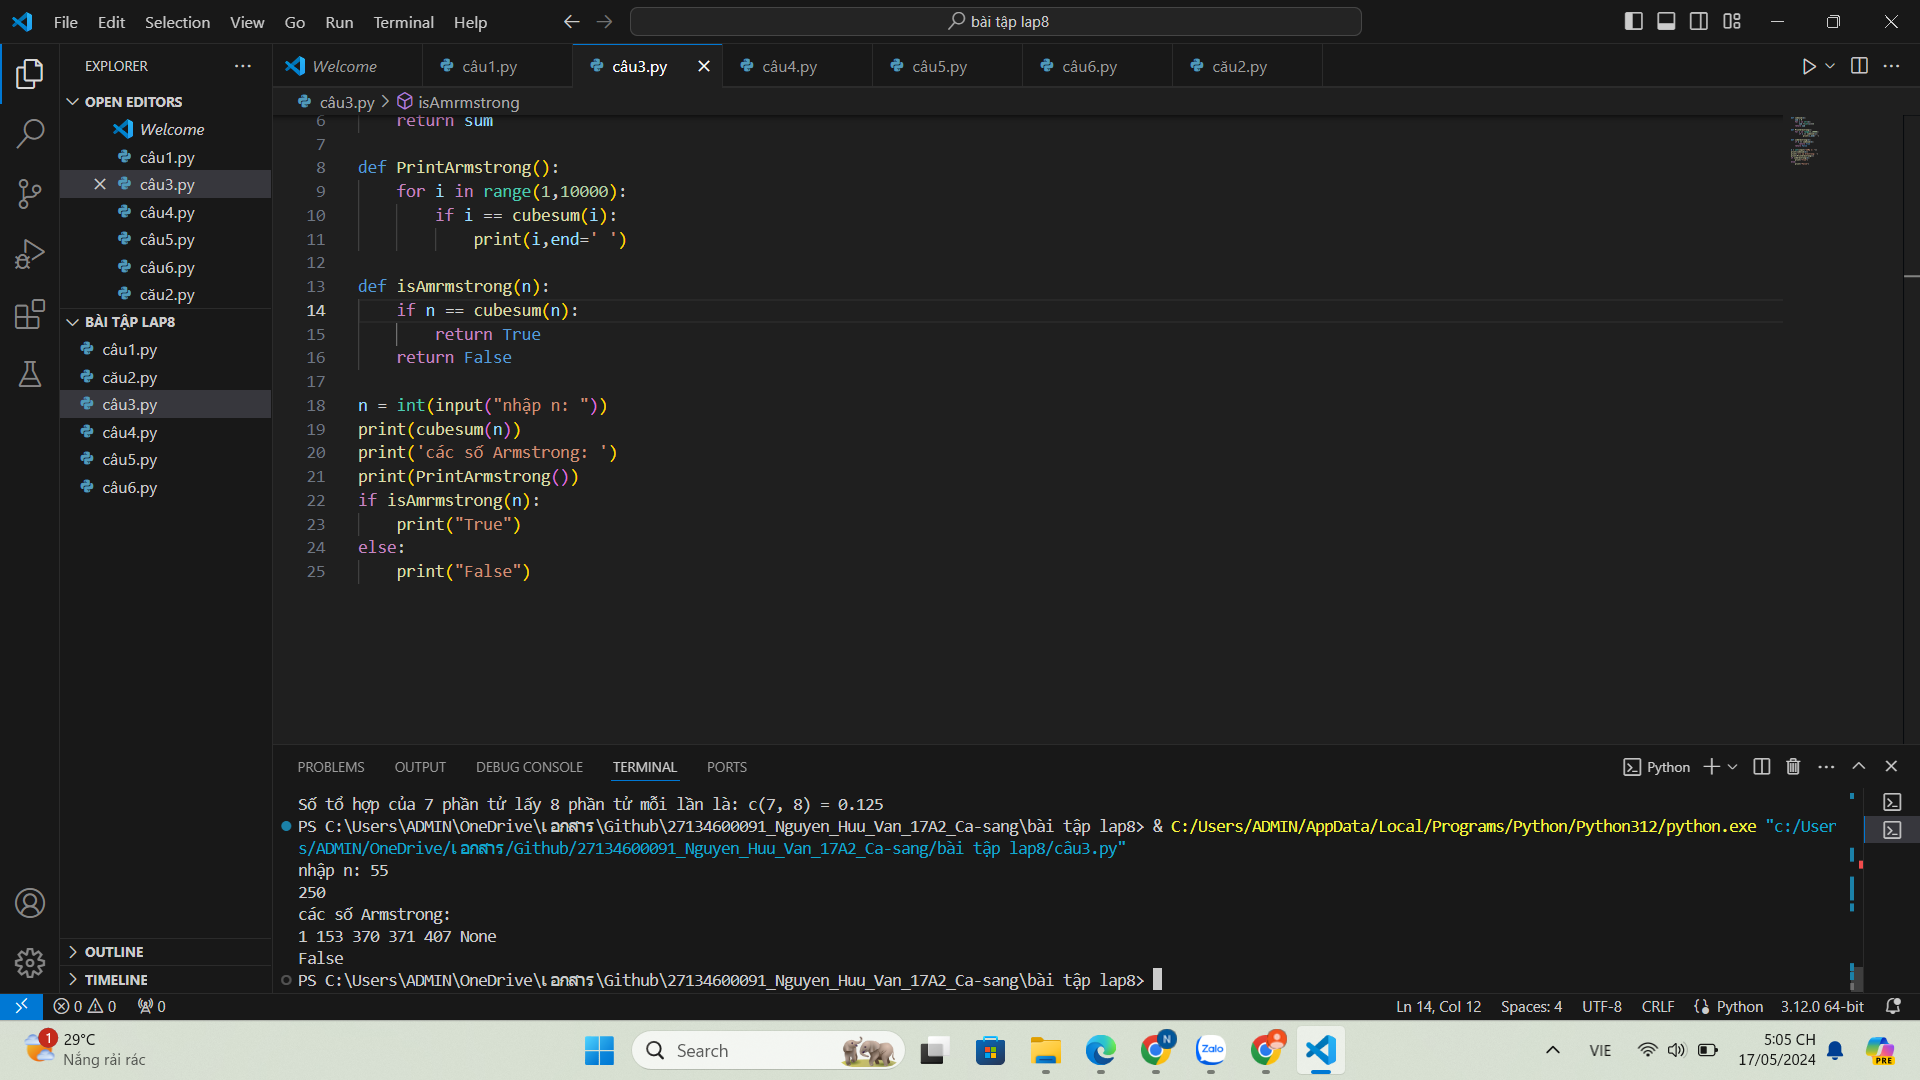 File Edit Selection View Go Run Terminal Help
bài tập lap8
EXPLORER
OPEN EDITORS
Welcome
câu1.py
câu3.py
câu4.py
câu5.py
câu6.py
cău2.py
BÀI TẬP LAP8
câu1.py
cău2.py
câu3.py
câu4.py
câu5.py
câu6.py
OUTLINE
TIMELINE
Welcome câu1.py câu3.py câu4.py câu5.py câu6.py cău2.py
câu3.py > isAmrmstrong
6 return sum
7
8 def PrintArmstrong():
9 for i in range(1,10000):
10 if i == cubesum(i):
11 print(i,end=' ')
12
13 def isAmrmstrong(n):
14 if n == cubesum(n):
15 return True
16 return False
17
18 n = int(input("nhập n: "))
19 print(cubesum(n))
20 print('các số Armstrong: ')
21 print(PrintArmstrong())
22 if isAmrmstrong(n):
23 print("True")
24 else:
25 print("False")
PROBLEMS OUTPUT DEBUG CONSOLE TERMINAL PORTS
Python
Số tổ hợp của 7 phần tử lấy 8 phần tử mỗi lần là: c(7, 8) = 0.125
PS C:\Users\ADMIN\OneDrive\เอกสาร\Github\27134600091_Nguyen_Huu_Van_17A2_Ca-sang\bài tập lap8> & C:/Users/ADMIN/AppData/Local/Programs/Python/Python312/python.exe "c:/User
s/ADMIN/OneDrive/เอกสาร/Github/27134600091_Nguyen_Huu_Van_17A2_Ca-sang/bài tập lap8/câu3.py"
nhập n: 55
250
các số Armstrong:
1 153 370 371 407 None
False
PS C:\Users\ADMIN\OneDrive\เอกสาร\Github\27134600091_Nguyen_Huu_Van_17A2_Ca-sang\bài tập lap8>
0 0 0
Ln 14, Col 12 Spaces: 4 UTF-8 CRLF Python 3.12.0 64-bit
1
29°C
Nắng rải rác
Search
N
Zalo
VIE
5:05 CH
17/05/2024
PRE